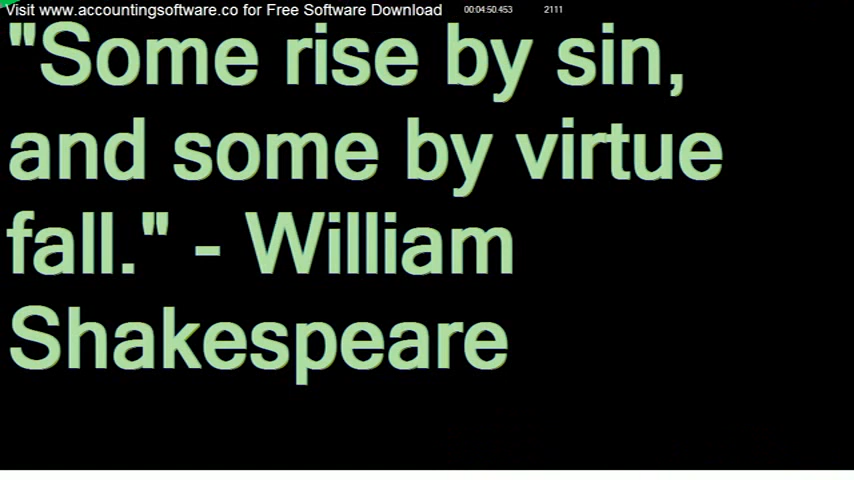 Visit www.accountingsoftware.co for Free Software Download 00:04:50.453 2111
"Some rise by sin,
and some by virtue
fall." - William
Shakespeare